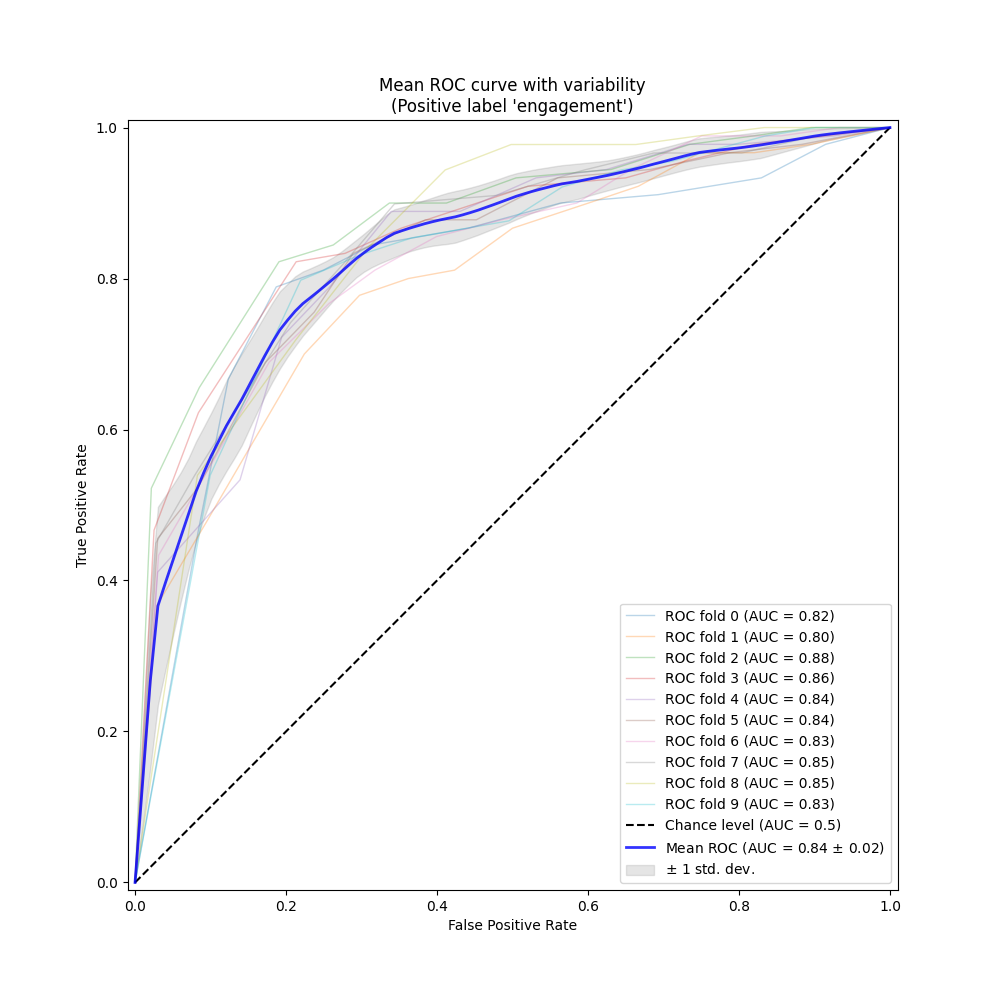 Mean ROC curve with variability
(Positive label 'engagement')
1.0
0.8
0.6
0.4
0.2
0.0
True Positive Rate
0.0 0.2 0.4 0.6 0.8 1.0
False Positive Rate
ROC fold 0 (AUC = 0.82)
ROC fold 1 (AUC = 0.80)
ROC fold 2 (AUC = 0.88)
ROC fold 3 (AUC = 0.86)
ROC fold 4 (AUC = 0.84)
ROC fold 5 (AUC = 0.84)
ROC fold 6 (AUC = 0.83)
ROC fold 7 (AUC = 0.85)
ROC fold 8 (AUC = 0.85)
ROC fold 9 (AUC = 0.83)
Chance level (AUC = 0.5)
Mean ROC (AUC = 0.84 ± 0.02)
± 1 std. dev.